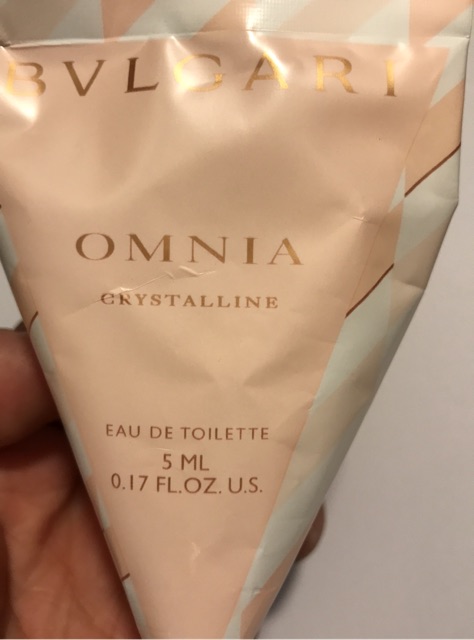 BVLGARI
OMNIA
CRYSTALLINE
EAU DE TOILETTE
5 ML
0.17 FL.OZ. U.S.